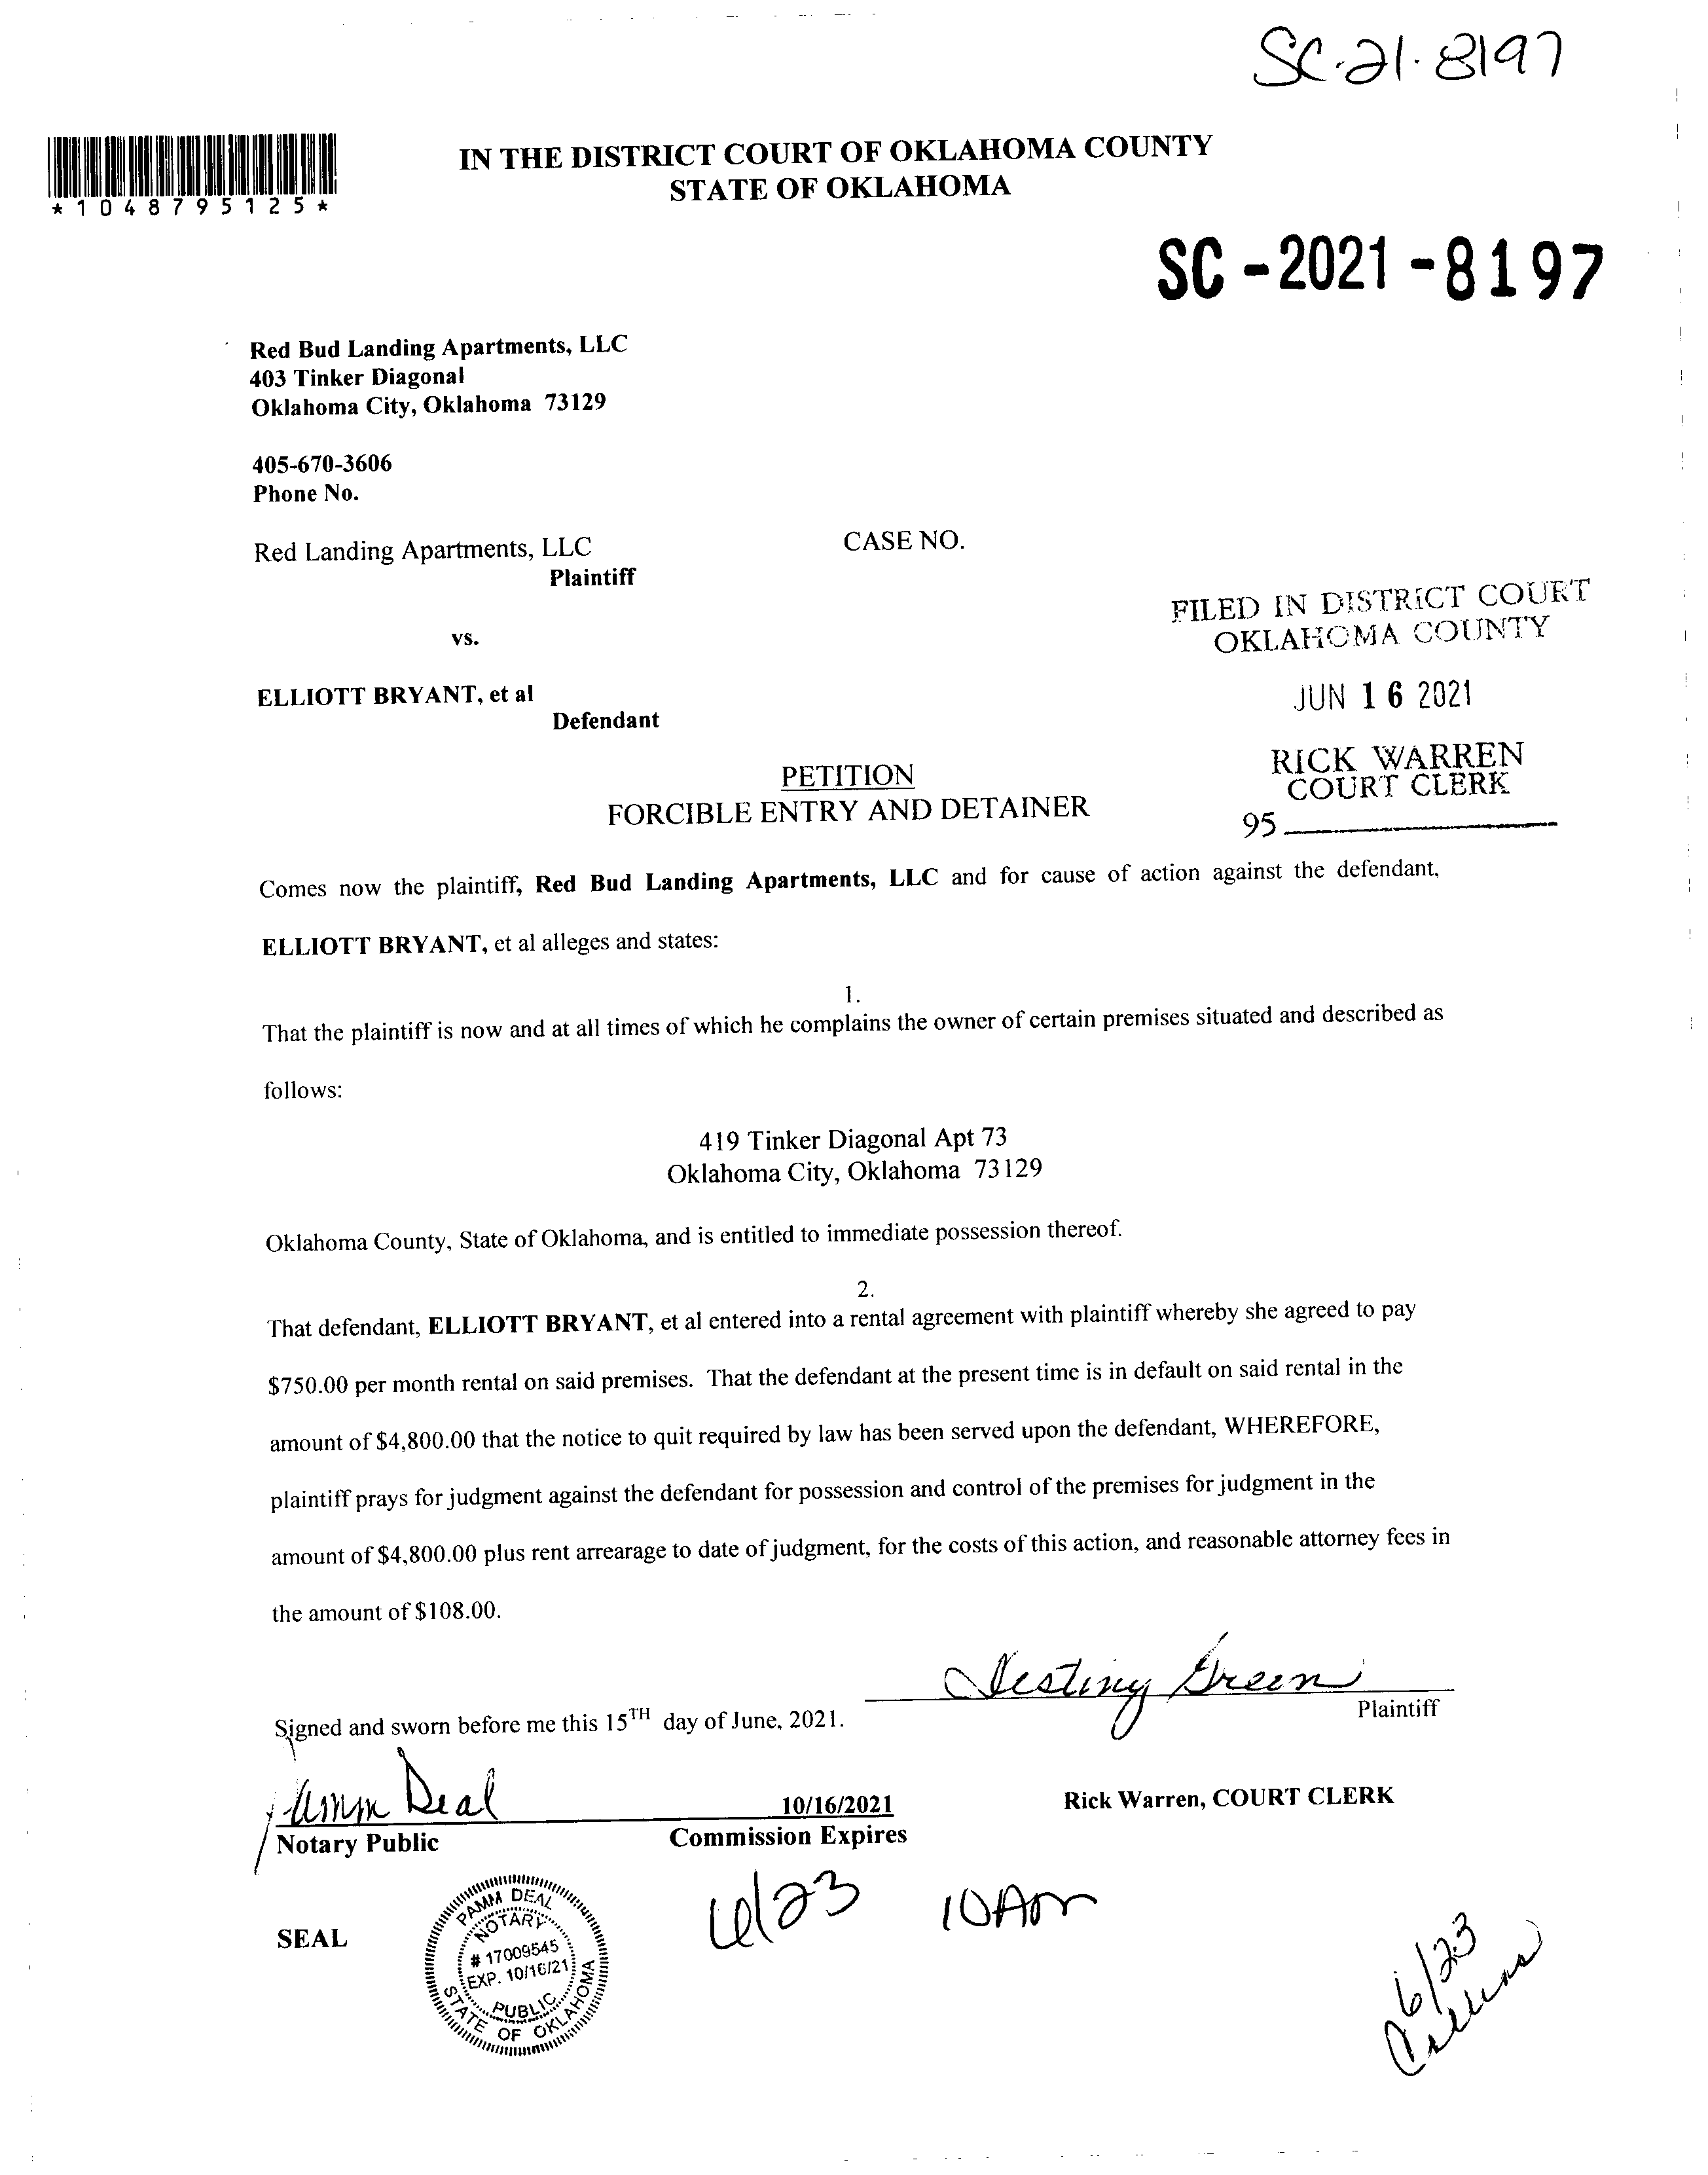 SC-21-8197
*1048795125*
IN THE DISTRICT COURT OF OKLAHOMA COUNTY
STATE OF OKLAHOMA
SC-2021-8197
Red Bud Landing Apartments, LLC
403 Tinker Diagonal
Oklahoma City, Oklahoma 73129
405-670-3606
Phone No.
Red Landing Apartments, LLC
Plaintiff
CASE NO.
vs.
ELLIOTT BRYANT, et al
Defendant
FILED IN DISTRICT COURT
OKLAHOMA COUNTY
JUN 16 2021
RICK WARREN
COURT CLERK
95
PETITION
FORCIBLE ENTRY AND DETAINER
Comes now the plaintiff, Red Bud Landing Apartments, LLC and for cause of action against the defendant,
ELLIOTT BRYANT, et al alleges and states:
1.
That the plaintiff is now and at all times of which he complains the owner of certain premises situated and described as
follows:
419 Tinker Diagonal Apt 73
Oklahoma City, Oklahoma 73129
Oklahoma County, State of Oklahoma, and is entitled to immediate possession thereof.
2.
That defendant, ELLIOTT BRYANT, et al entered into a rental agreement with plaintiff whereby she agreed to pay
$750.00 per month rental on said premises. That the defendant at the present time is in default on said rental in the
amount of $4,800.00 that the notice to quit required by law has been served upon the defendant, WHEREFORE,
plaintiff prays for judgment against the defendant for possession and control of the premises for judgment in the
amount of $4,800.00 plus rent arrearage to date of judgment, for the costs of this action, and reasonable attorney fees in
the amount of $108.00.
Destiny Green
Plaintiff
Signed and sworn before me this 15TH day of June, 2021.
Pamm Deal
Notary Public
10/16/2021
Commission Expires
Rick Warren, COURT CLERK
SEAL
PAMM DEAL
NOTARY
# 17009545
EXP. 10/16/21
PUBLIC
STATE OF OKLAHOMA
6/23 10Am
6/23